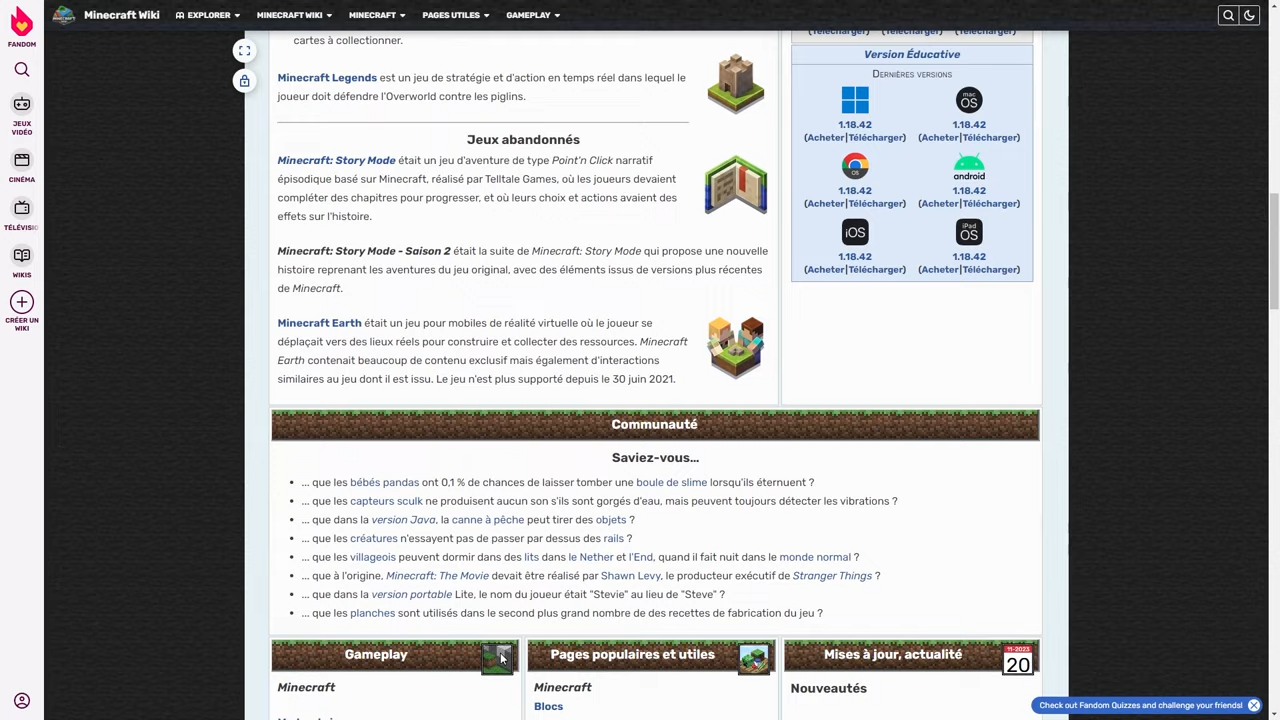 FANDOM
JEUX VIDÉO
CINÉMA
TÉLÉVISI
WIKIS
CRÉER UN WIKI
Minecraft Wiki
EXPLORER
MINECRAFT WIKI
MINECRAFT
PAGES UTILES
GAMEPLAY
cartes à collectionner.
Minecraft Legends est un jeu de stratégie et d'action en temps réel dans lequel le
joueur doit défendre l'Overworld contre les piglins.
Jeux abandonnés
Minecraft: Story Mode était un jeu d'aventure de type Point'n Click narratif
épisodique basé sur Minecraft, réalisé par Telltale Games, où les joueurs devaient
compléter des chapitres pour progresser, et où leurs choix et actions avaient des
effets sur l'histoire.
Minecraft: Story Mode - Saison 2 était la suite de Minecraft: Story Mode qui propose une nouvelle
histoire reprenant les aventures du jeu original, avec des éléments issus de versions plus récentes
de Minecraft.
Minecraft Earth était un jeu pour mobiles de réalité virtuelle où le joueur se
déplaçait vers des lieux réels pour construire et collecter des ressources. Minecraft
Earth contenait beaucoup de contenu exclusif mais également d'interactions
similaires au jeu dont il est issu. Le jeu n'est plus supporté depuis le 30 juin 2021.
(Télécharger) (Télécharger) (Télécharger)
Version Éducative
Dernières versions
macOS
1.18.42 1.18.42
(Acheter|Télécharger) (Acheter|Télécharger)
OS android
1.18.42 1.18.42
(Acheter|Télécharger) (Acheter|Télécharger)
iOS iPadOS
1.18.42 1.18.42
(Acheter|Télécharger) (Acheter|Télécharger)
Communauté
Saviez-vous...
... que les bébés pandas ont 0,1 % de chances de laisser tomber une boule de slime lorsqu'ils éternuent ?
... que les capteurs sculk ne produisent aucun son s'ils sont gorgés d'eau, mais peuvent toujours détecter les vibrations ?
... que dans la version Java, la canne à pêche peut tirer des objets ?
... que les créatures n'essayent pas de passer par dessus des rails ?
... que les villageois peuvent dormir dans des lits dans le Nether et l'End, quand il fait nuit dans le monde normal ?
... que à l'origine, Minecraft: The Movie devait être réalisé par Shawn Levy, le producteur exécutif de Stranger Things ?
... que dans la version portable Lite, le nom du joueur était "Stevie" au lieu de "Steve" ?
... que les planches sont utilisés dans le second plus grand nombre de des recettes de fabrication du jeu ?
Gameplay
Minecraft
Pages populaires et utiles
Minecraft
Blocs
Mises à jour, actualité
11-2023
20
Nouveautés
Check out Fandom Quizzes and challenge your friends!